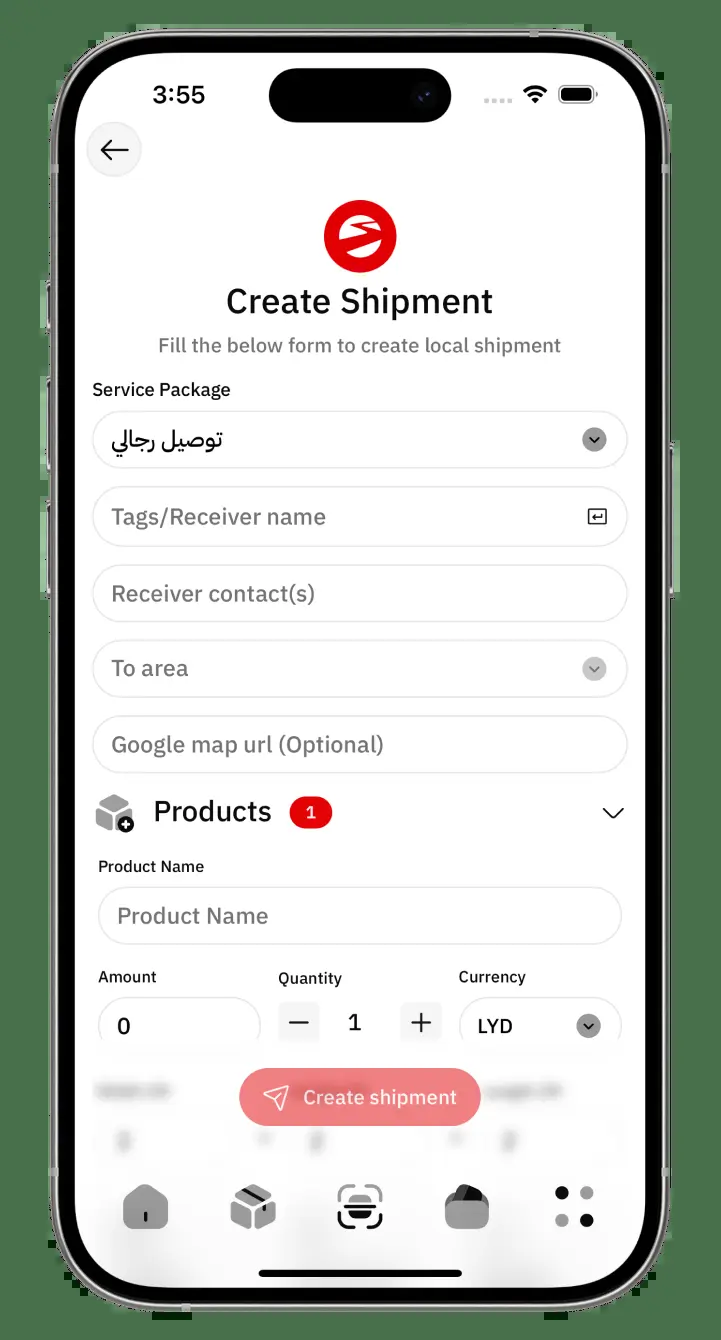 3:55
Create Shipment
Fill the below form to create local shipment
Service Package
توصيل رجالي
Tags/Receiver name
Receiver contact(s)
To area
Google map url (Optional)
Products 1
Product Name
Product Name
Amount Quantity Currency
0 1 LYD
Create shipment